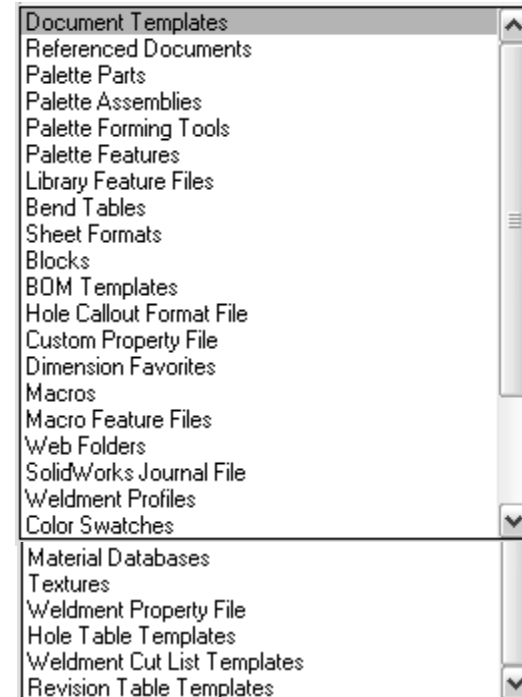 Document Templates
Referenced Documents
Palette Parts
Palette Assemblies
Palette Forming Tools
Palette Features
Library Feature Files
Bend Tables
Sheet Formats
Blocks
BOM Templates
Hole Callout Format File
Custom Property File
Dimension Favorites
Macros
Macro Feature Files
Web Folders
SolidWorks Journal File
Weldment Profiles
Color Swatches
Material Databases
Textures
Weldment Property File
Hole Table Templates
Weldment Cut List Templates
Revision Table Templates